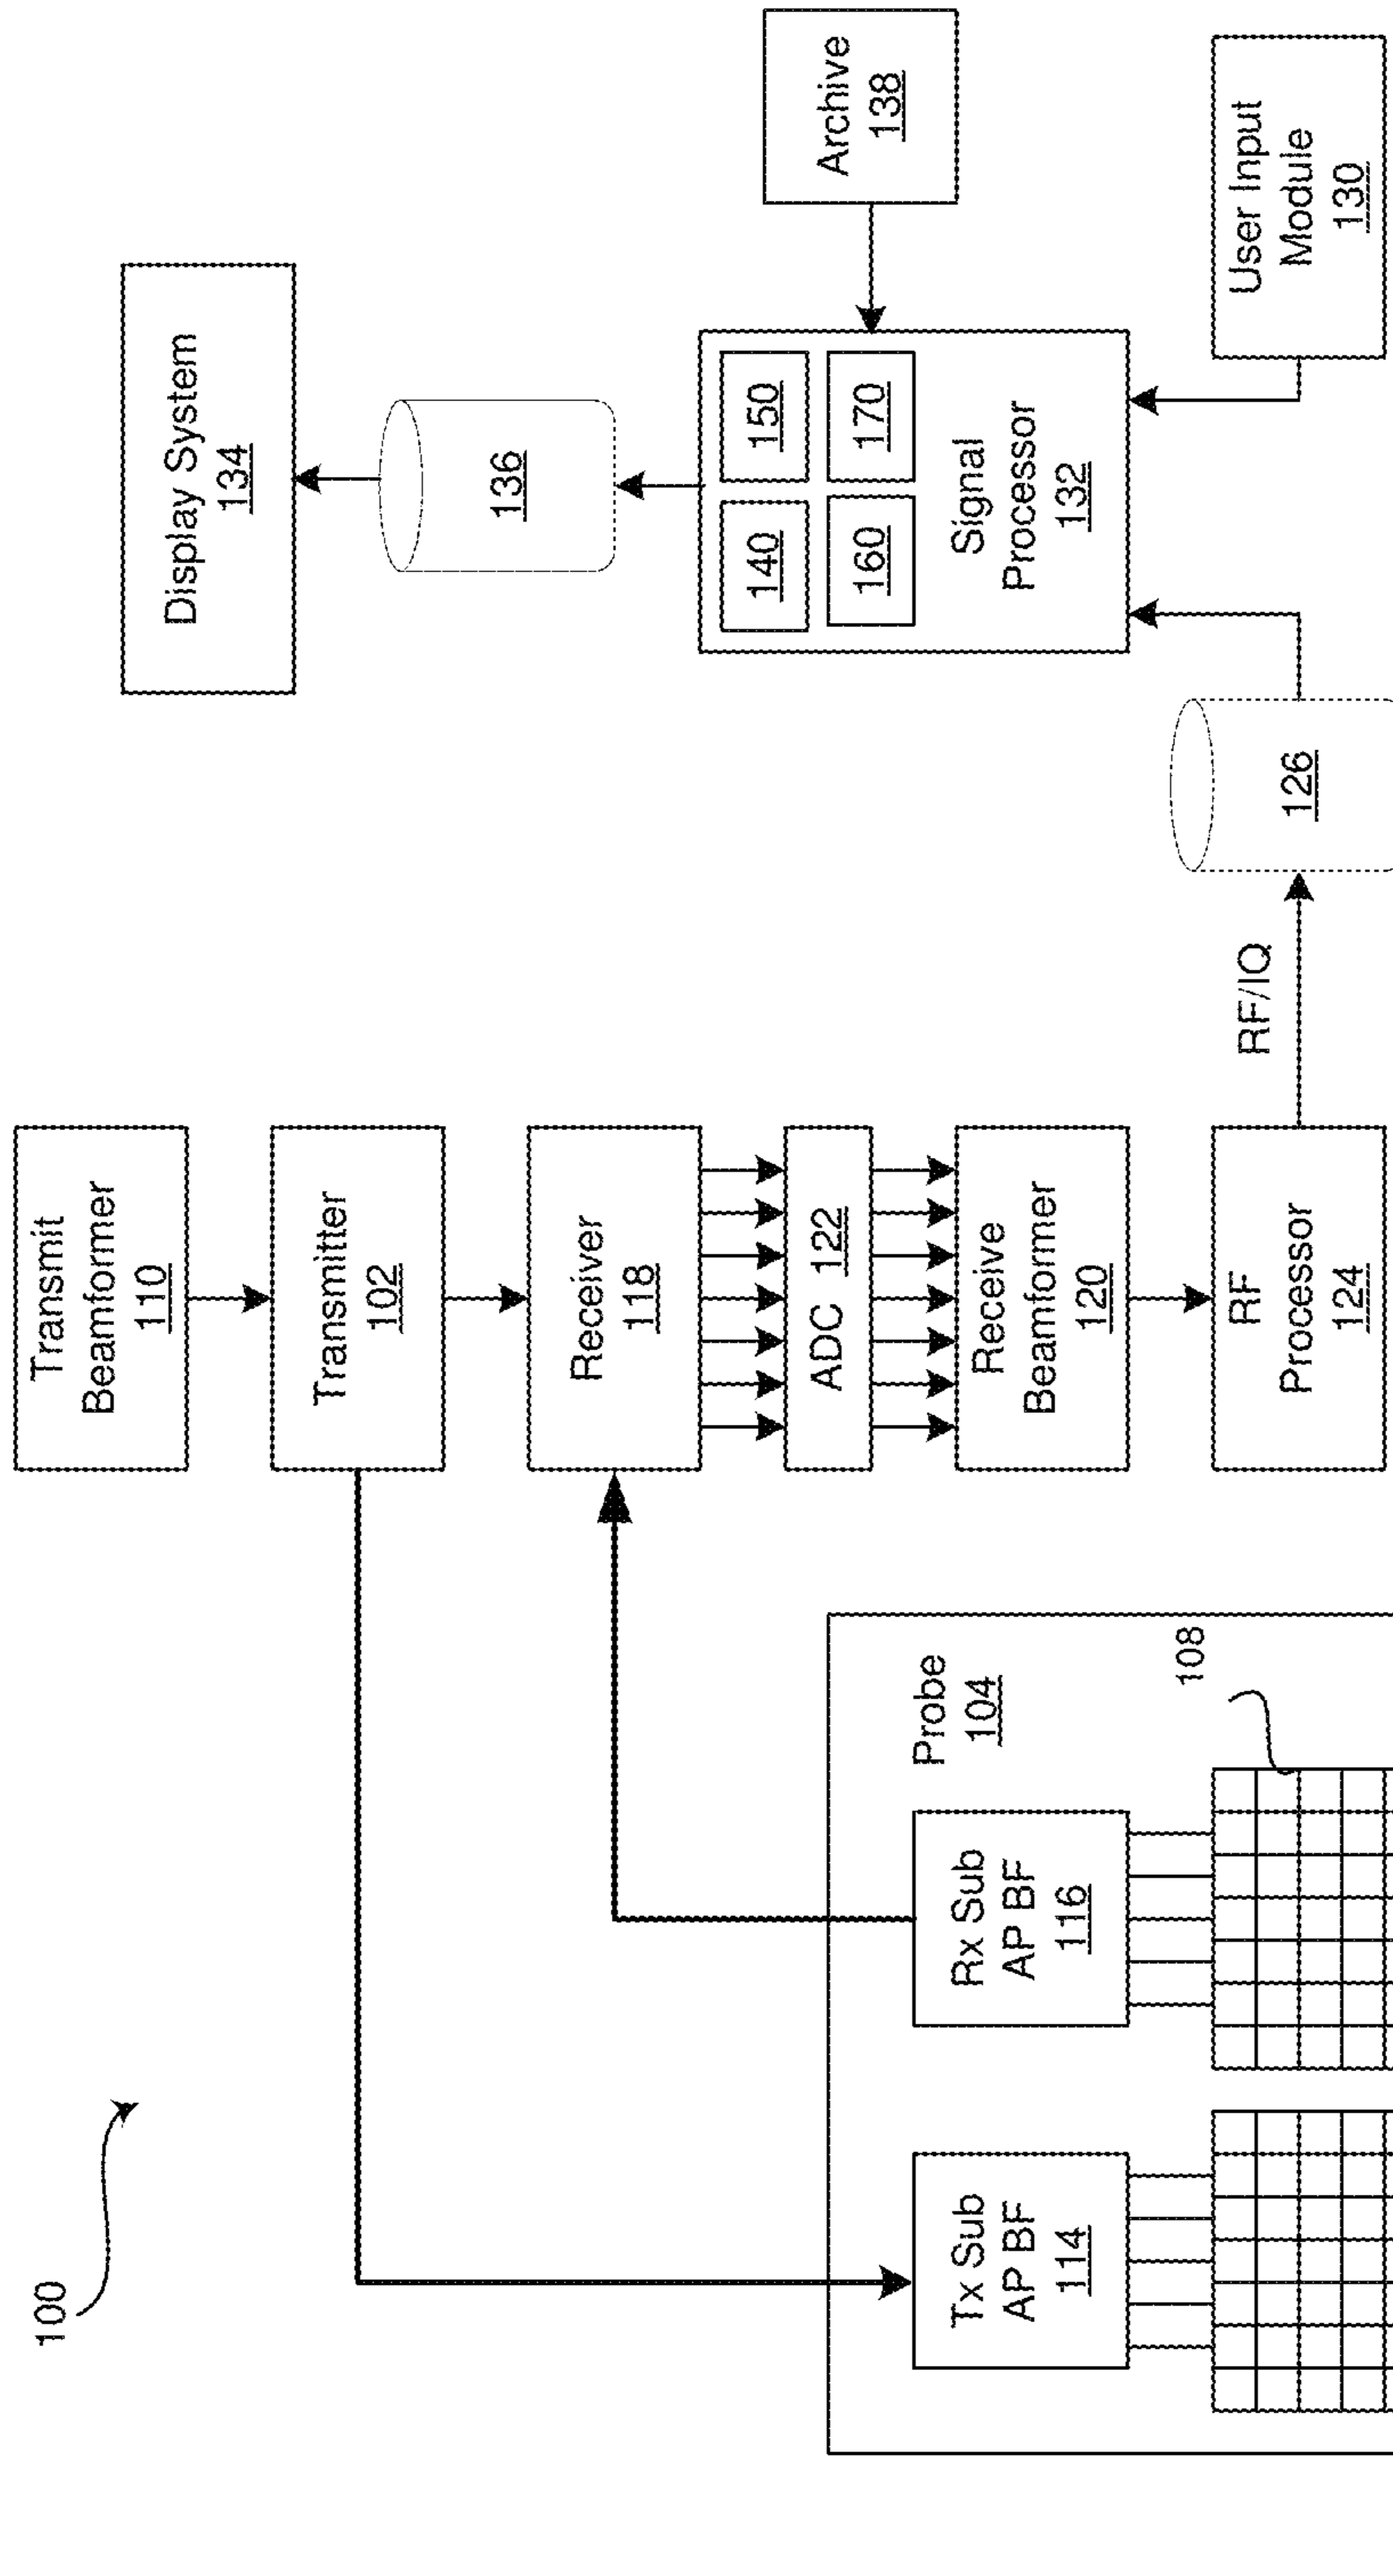 100
Transmit
Beamformer
110
Transmitter
102
Receiver
118
ADC 122
Receive
Beamformer
120
RF
Processor
124
RF/IQ
Probe
104
Tx Sub
AP BF
114
Rx Sub
AP BF
116
108
Display System
134
136
140
150
160
170
Signal
Processor
132
Archive
138
126
User Input
Module
130